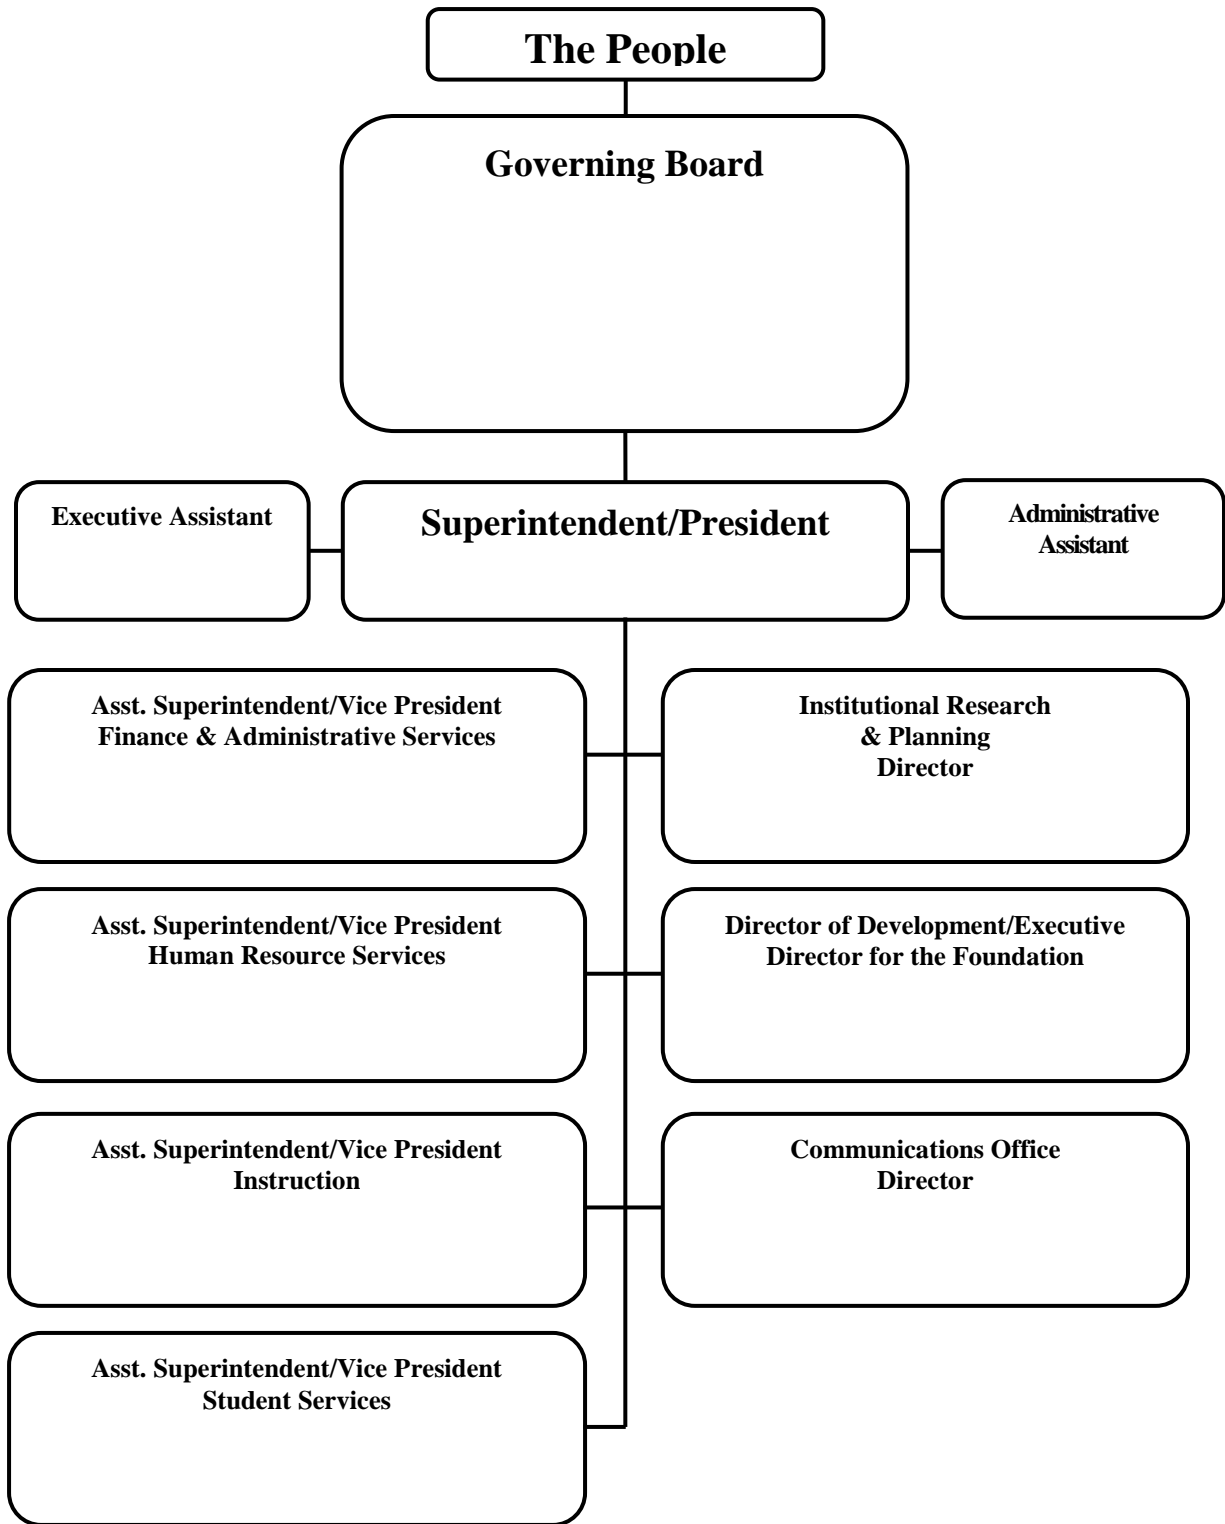 The People
Governing Board
Executive Assistant
Superintendent/President
Administrative
Assistant
Asst. Superintendent/Vice President
Finance & Administrative Services
Institutional Research
& Planning
Director
Asst. Superintendent/Vice President
Human Resource Services
Director of Development/Executive
Director for the Foundation
Asst. Superintendent/Vice President
Instruction
Communications Office
Director
Asst. Superintendent/Vice President
Student Services